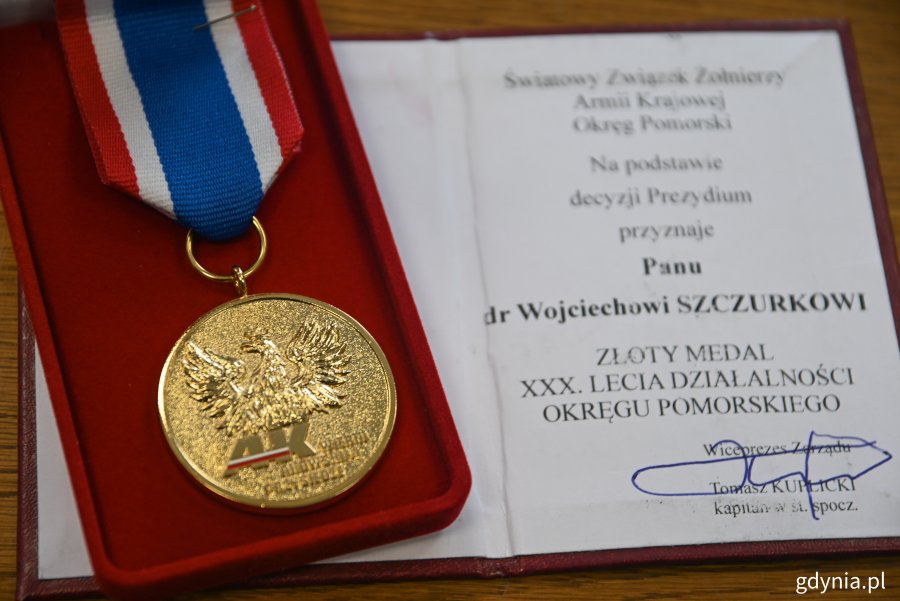 Światowy Związek Żołnierzy
Armii Krajowej
Okręg Pomorski
Na podstawie
decyzji Prezydium
przyznaje
Panu
dr Wojciechowi SZCZURKOWI
ZŁOTY MEDAL
XXX. LECIA DZIAŁALNOŚCI
OKRĘGU POMORSKIEGO
Wiceprezes Zarządu
Tomasz KUPLICKI
kapitan w st. spocz.
AK
gdynia.pl